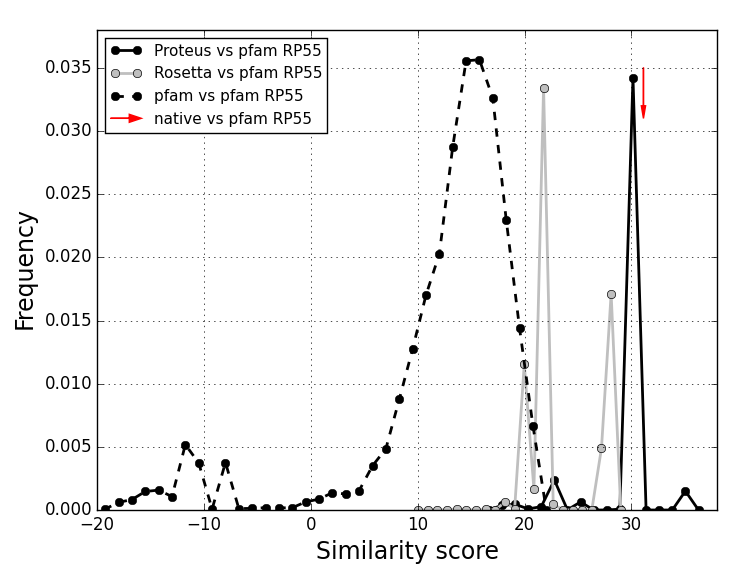 Proteus vs pfam RP55
Rosetta vs pfam RP55
pfam vs pfam RP55
native vs pfam RP55
0.035
0.030
0.025
0.020
0.015
0.010
0.005
0.000
Frequency
−20 −10 0 10 20 30
Similarity score